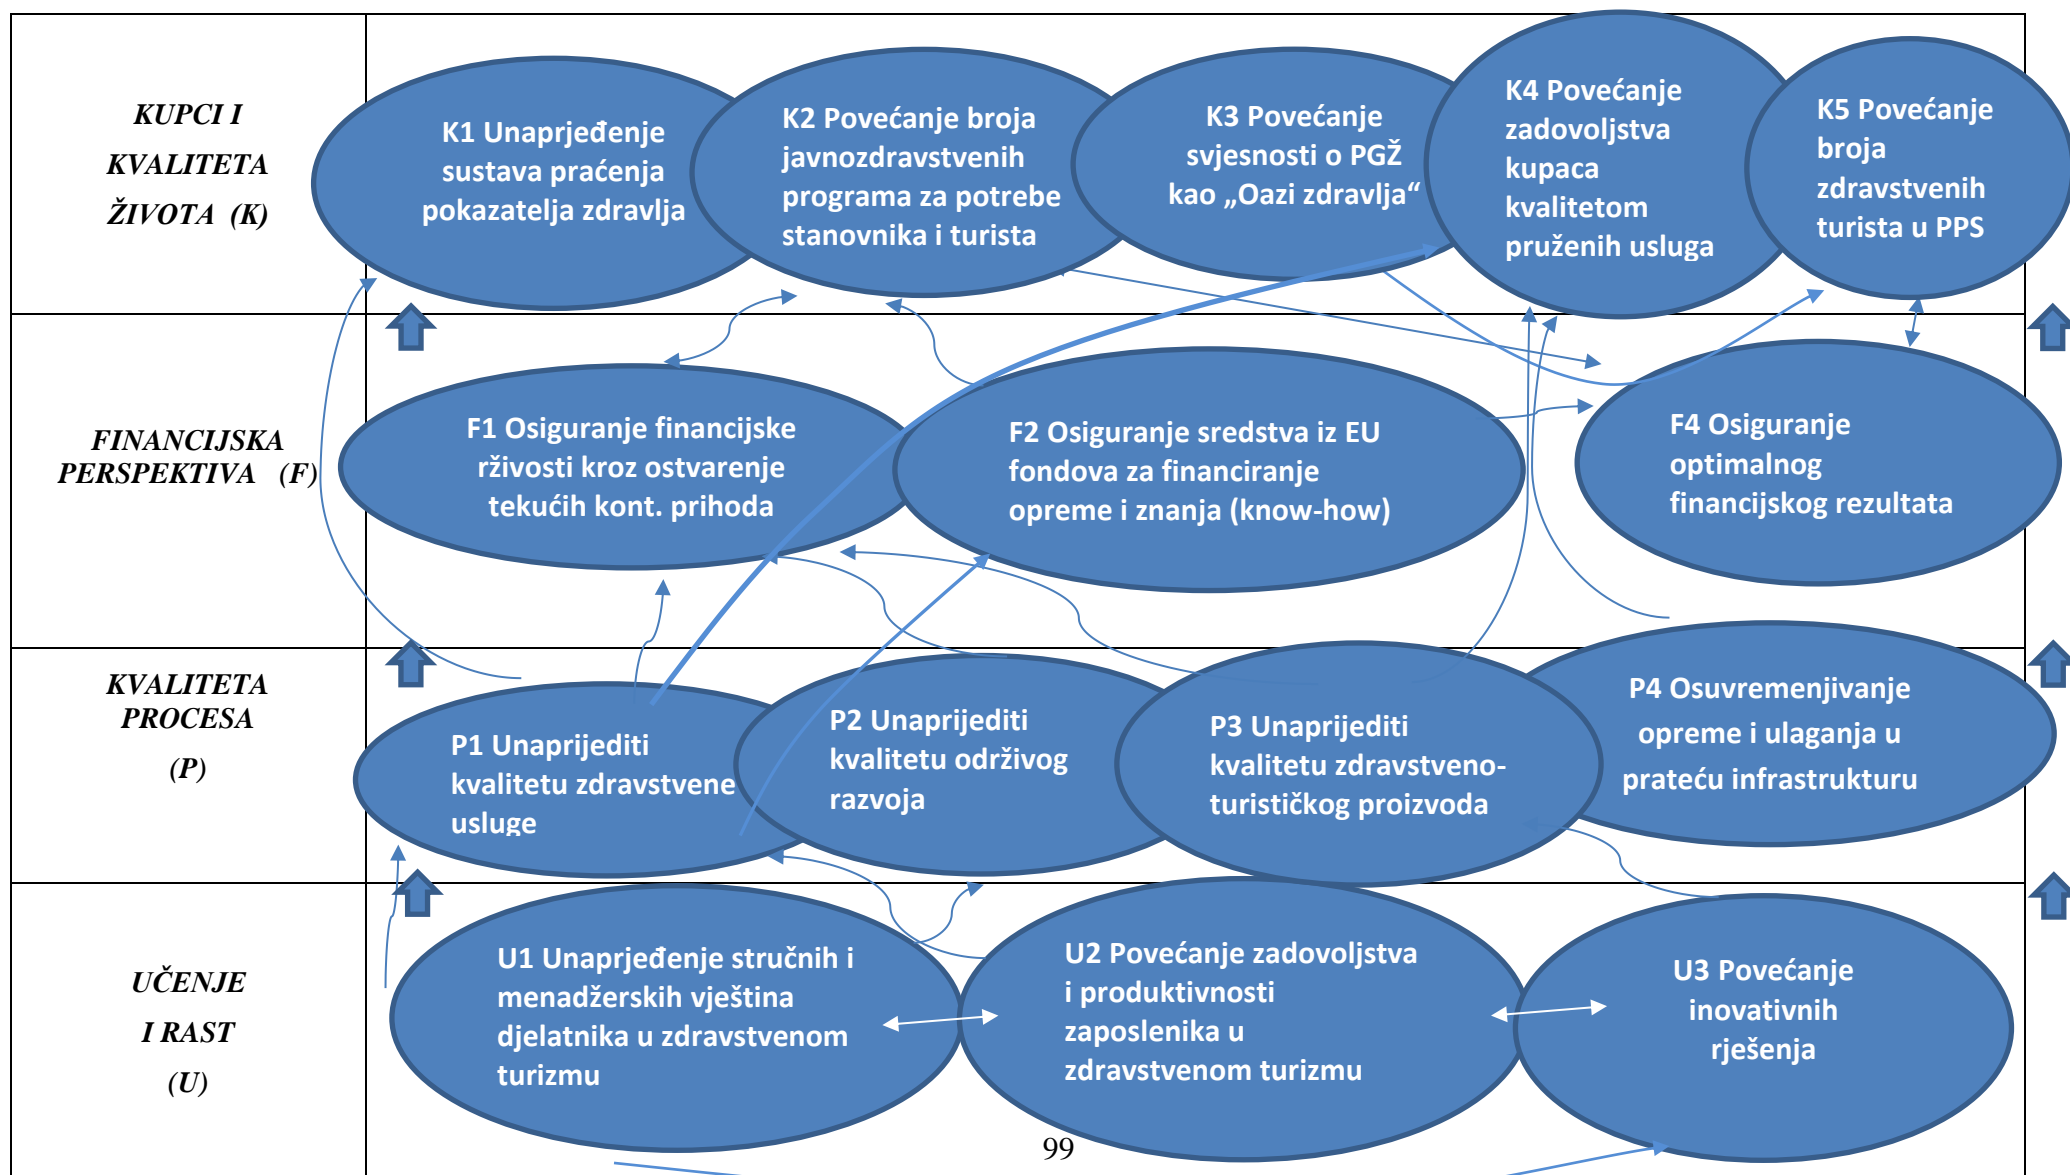 KUPCI I
KVALITETA
ŽIVOTA (K)
K1 Unaprjeđenje
sustava praćenja
pokazatelja zdravlja
K2 Povećanje broja
javnozdravstvenih
programa za potrebe
stanovnika i turista
K3 Povećanje
svjesnosti o PGŽ
kao „Oazi zdravlja“
K4 Povećanje
zadovoljstva
kupaca
kvalitetom
pruženih usluga
K5 Povećanje
broja
zdravstvenih
turista u PPS
FINANCIJSKA
PERSPEKTIVA (F)
F1 Osiguranje financijske
rživosti kroz ostvarenje
tekućih kont. prihoda
F2 Osiguranje sredstva iz EU
fondova za financiranje
opreme i znanja (know-how)
F4 Osiguranje
optimalnog
financijskog rezultata
KVALITETA
PROCESA
(P)
P1 Unaprijediti
kvalitetu zdravstvene
usluge
P2 Unaprijediti
kvalitetu održivog
razvoja
P3 Unaprijediti
kvalitetu zdravstveno-
turističkog proizvoda
P4 Osuvremenjivanje
opreme i ulaganja u
prateću infrastrukturu
UČENJE
I RAST
(U)
U1 Unaprjeđenje stručnih i
menadžerskih vještina
djelatnika u zdravstvenom
turizmu
U2 Povećanje zadovoljstva
i produktivnosti
zaposlenika u
zdravstvenom turizmu
U3 Povećanje
inovativnih
rješenja
99